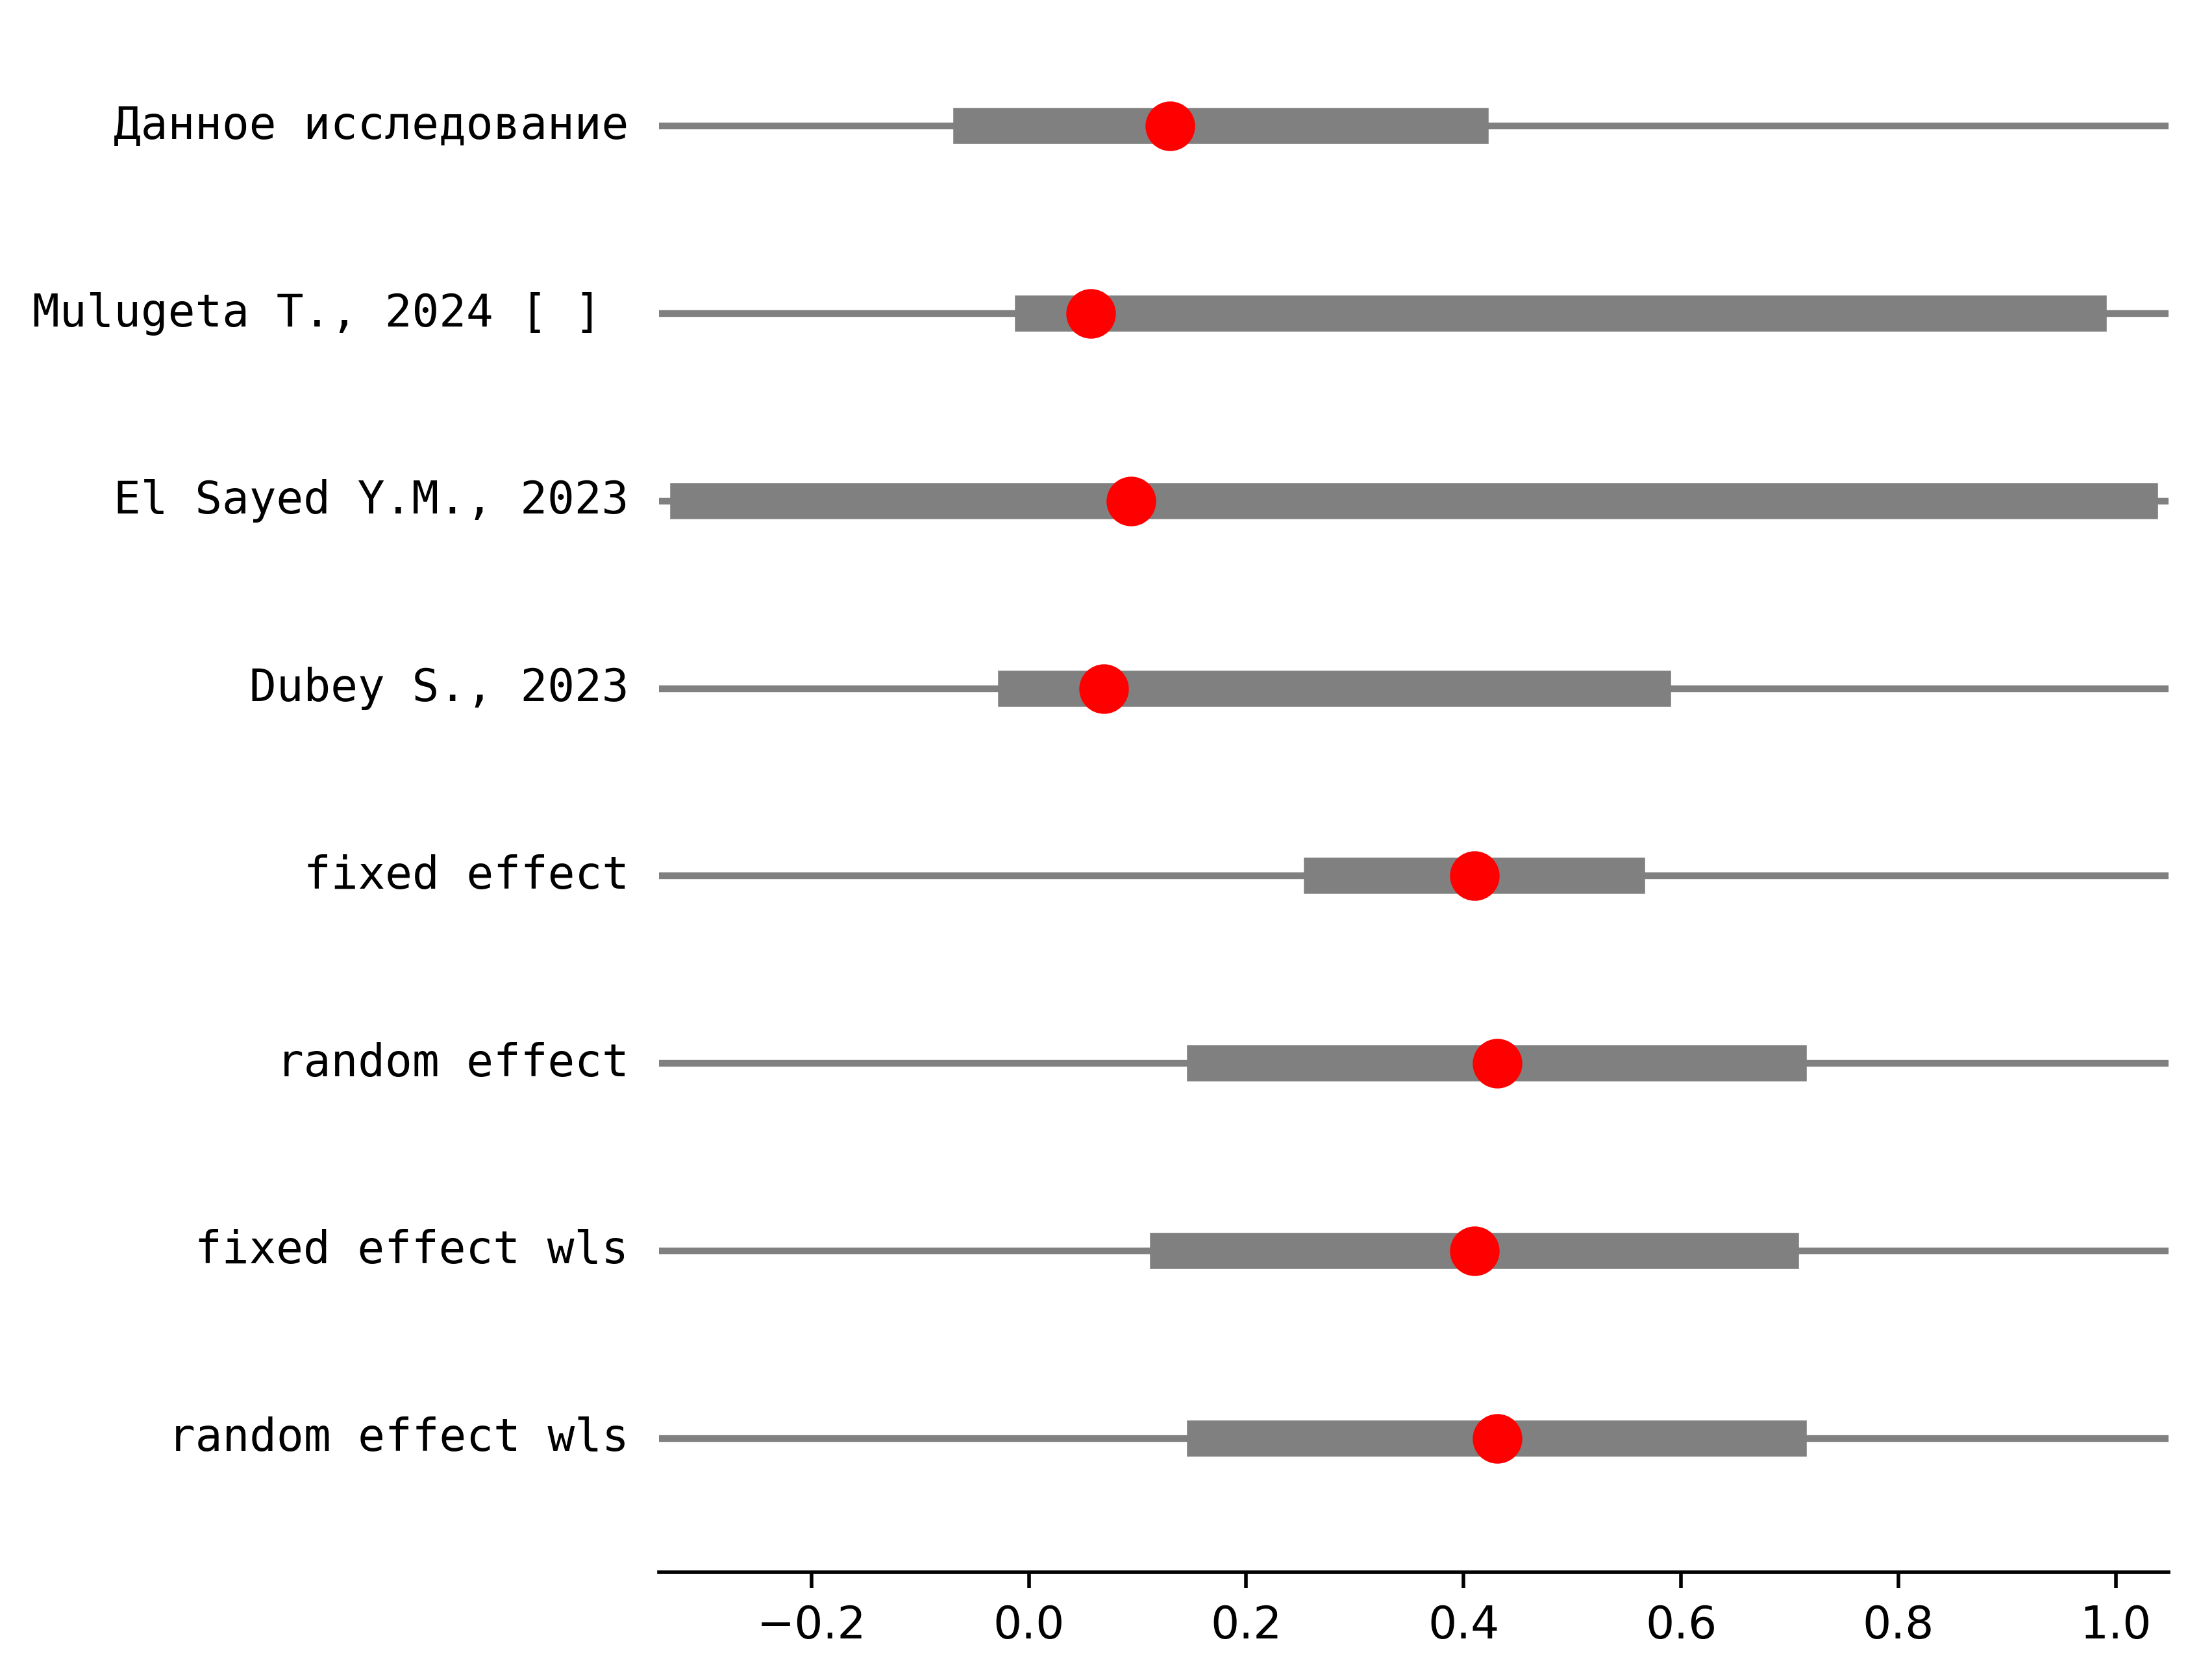 Данное исследование
Mulugeta T., 2024 [ ]
El Sayed Y.M., 2023
Dubey S., 2023
fixed effect
random effect
fixed effect wls
random effect wls
−0.2 0.0 0.2 0.4 0.6 0.8 1.0